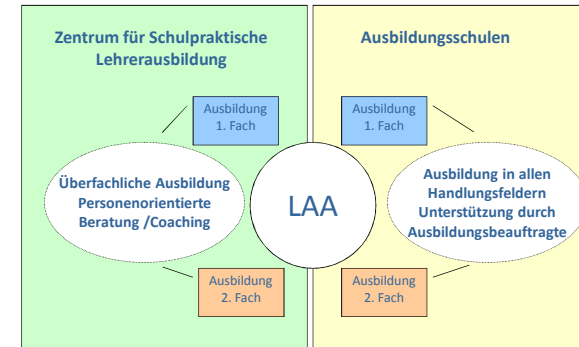 Zentrum für Schulpraktische
Lehrerausbildung
Ausbildungsschulen
Ausbildung
1. Fach
Ausbildung
1. Fach
Überfachliche Ausbildung
Personenorientierte
Beratung /Coaching
LAA
Ausbildung in allen
Handlungsfeldern
Unterstützung durch
Ausbildungsbeauftragte
Ausbildung
2. Fach
Ausbildung
2. Fach